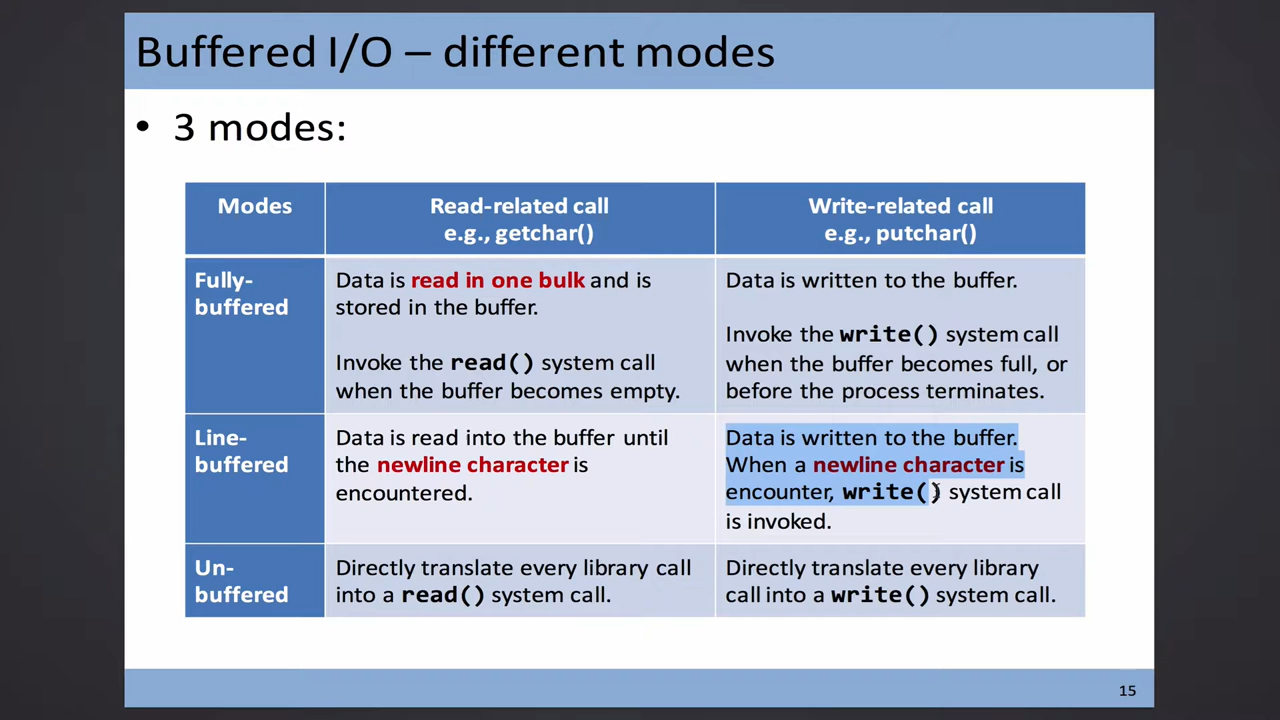 Buffered I/O – different modes
• 3 modes:
Modes
Read-related call
e.g., getchar()
Write-related call
e.g., putchar()
Fully-
buffered
Data is read in one bulk and is
stored in the buffer.
Invoke the read() system call
when the buffer becomes empty.
Data is written to the buffer.
Invoke the write() system call
when the buffer becomes full, or
before the process terminates.
Line-
buffered
Data is read into the buffer until
the newline character is
encountered.
Data is written to the buffer.
When a newline character is
encounter, write() system call
is invoked.
Un-
buffered
Directly translate every library call
into a read() system call.
Directly translate every library
call into a write() system call.
15